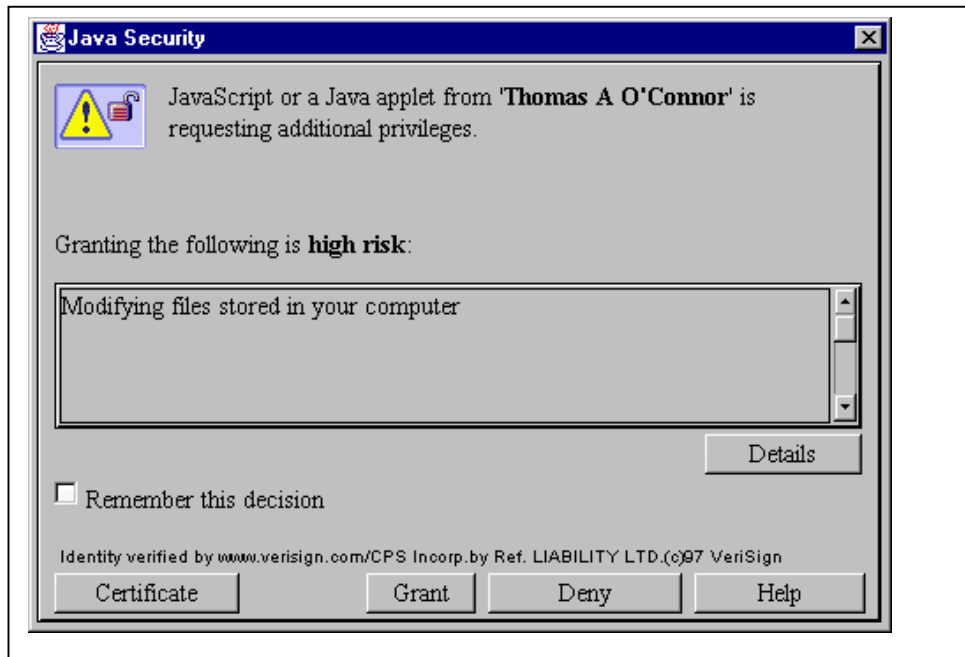 Java Security
JavaScript or a Java applet from 'Thomas A O'Connor' is
requesting additional privileges.
Granting the following is high risk:
Modifying files stored in your computer
Details
Remember this decision
Identity verified by www.verisign.com/CPS Incorp.by Ref. LIABILITY LTD.(c)97 VeriSign
Certificate Grant Deny Help